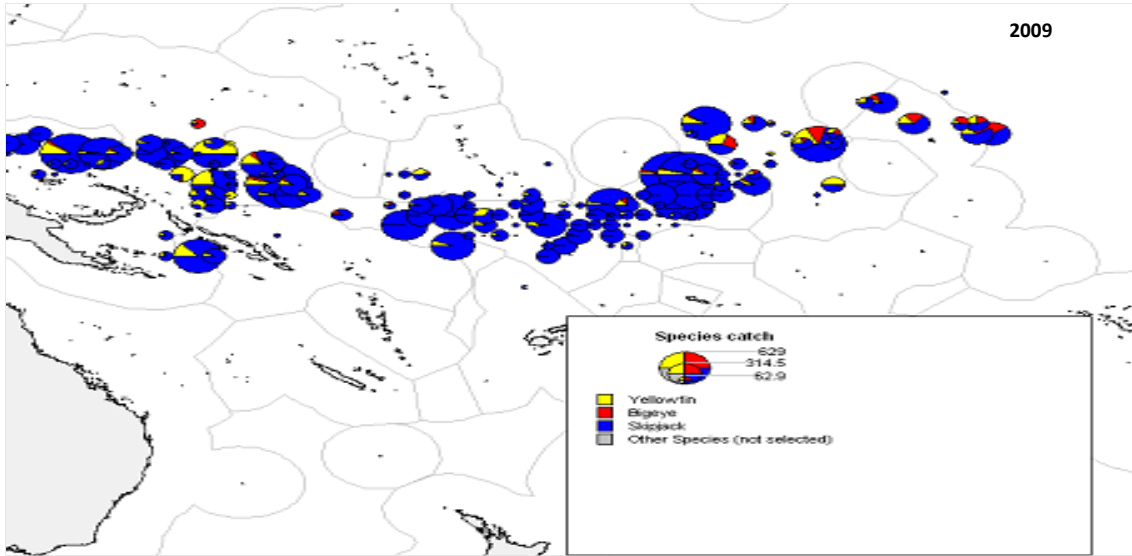 2009
Species catch
629
314.5
62.9
Yellowfin
Bigeye
Skipjack
Other Species (not selected)